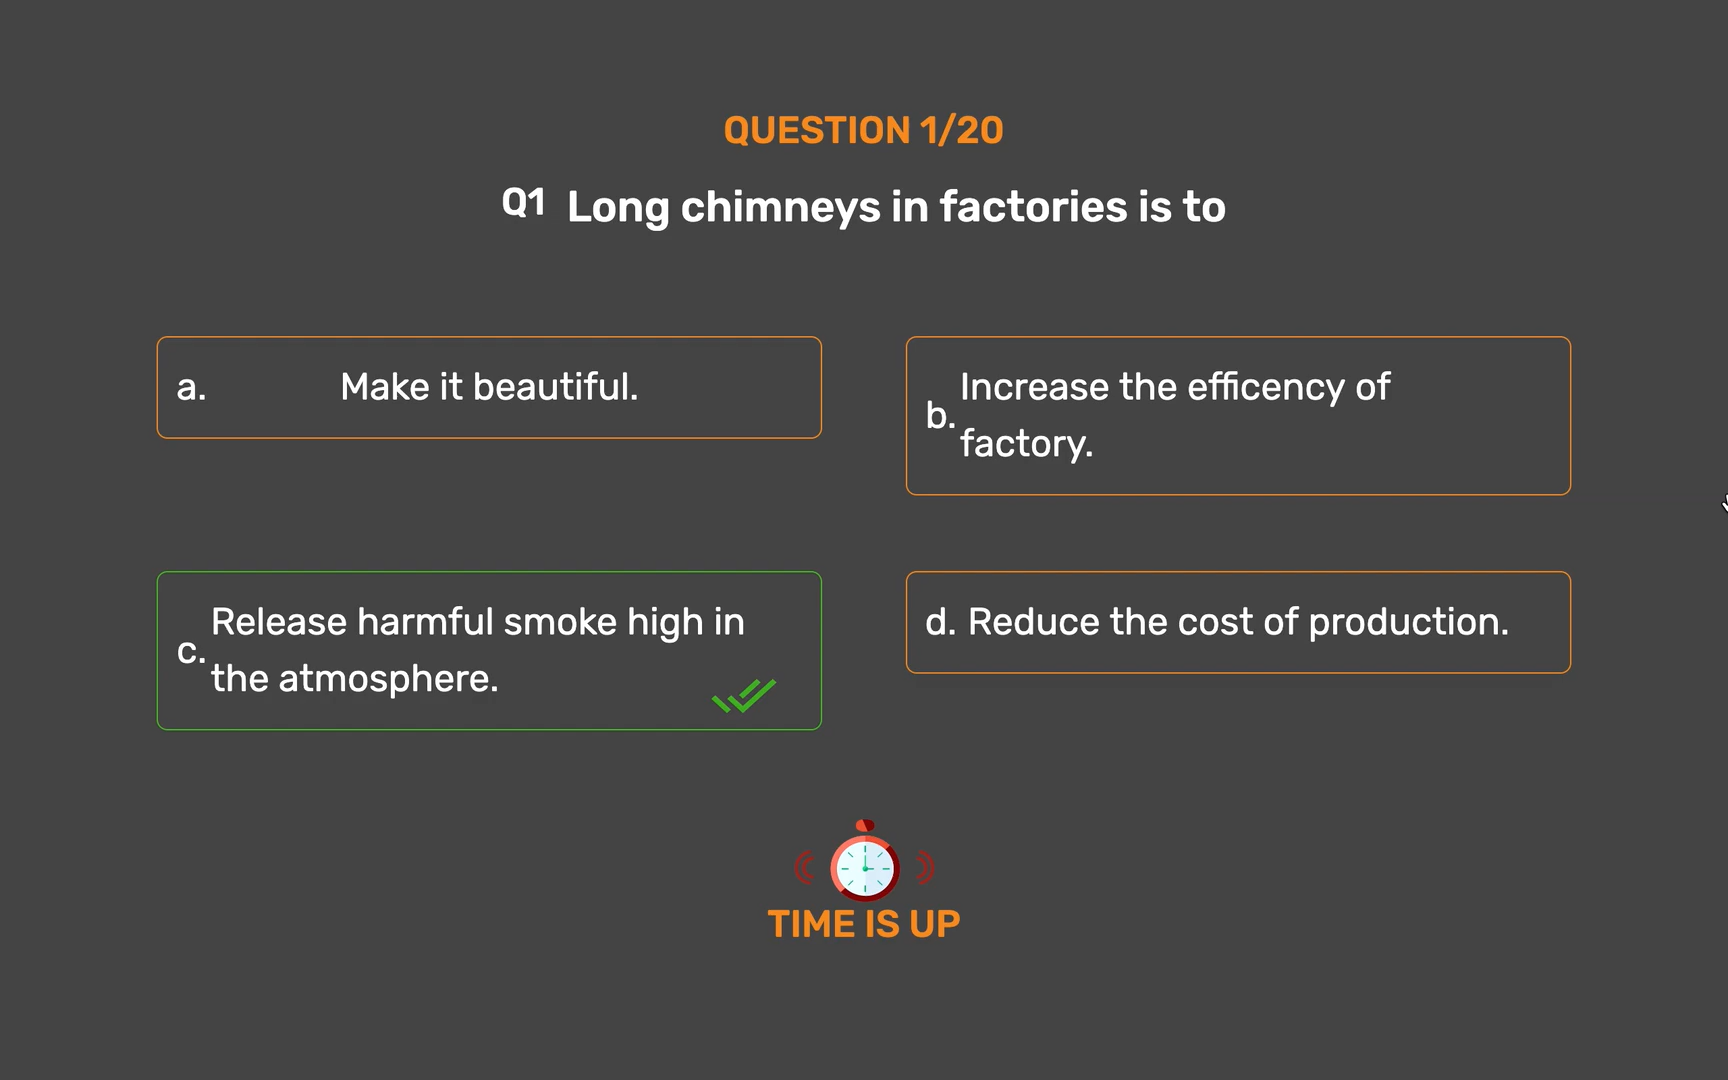 QUESTION 1/20
Q1 Long chimneys in factories is to
a. Make it beautiful.
b. Increase the efficency of
factory.
c. Release harmful smoke high in
the atmosphere.
d. Reduce the cost of production.
TIME IS UP